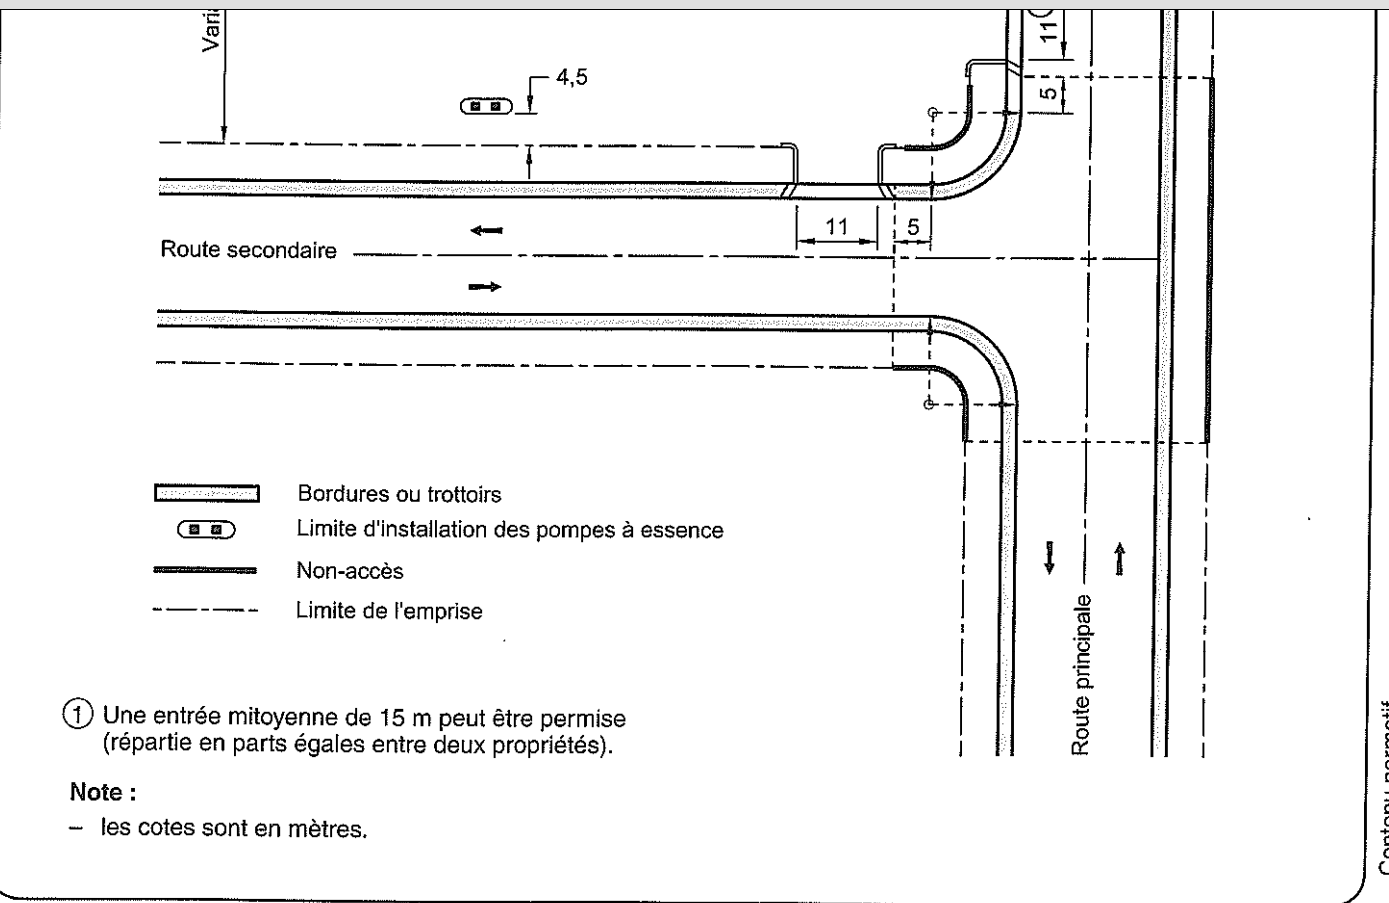 11
4,5
5
11
5
Route secondaire
Bordures ou trottoirs
Limite d'installation des pompes à essence
Non-accès
Limite de l'emprise
Route principale
① Une entrée mitoyenne de 15 m peut être permise
(répartie en parts égales entre deux propriétés).
Note :
– les cotes sont en mètres.